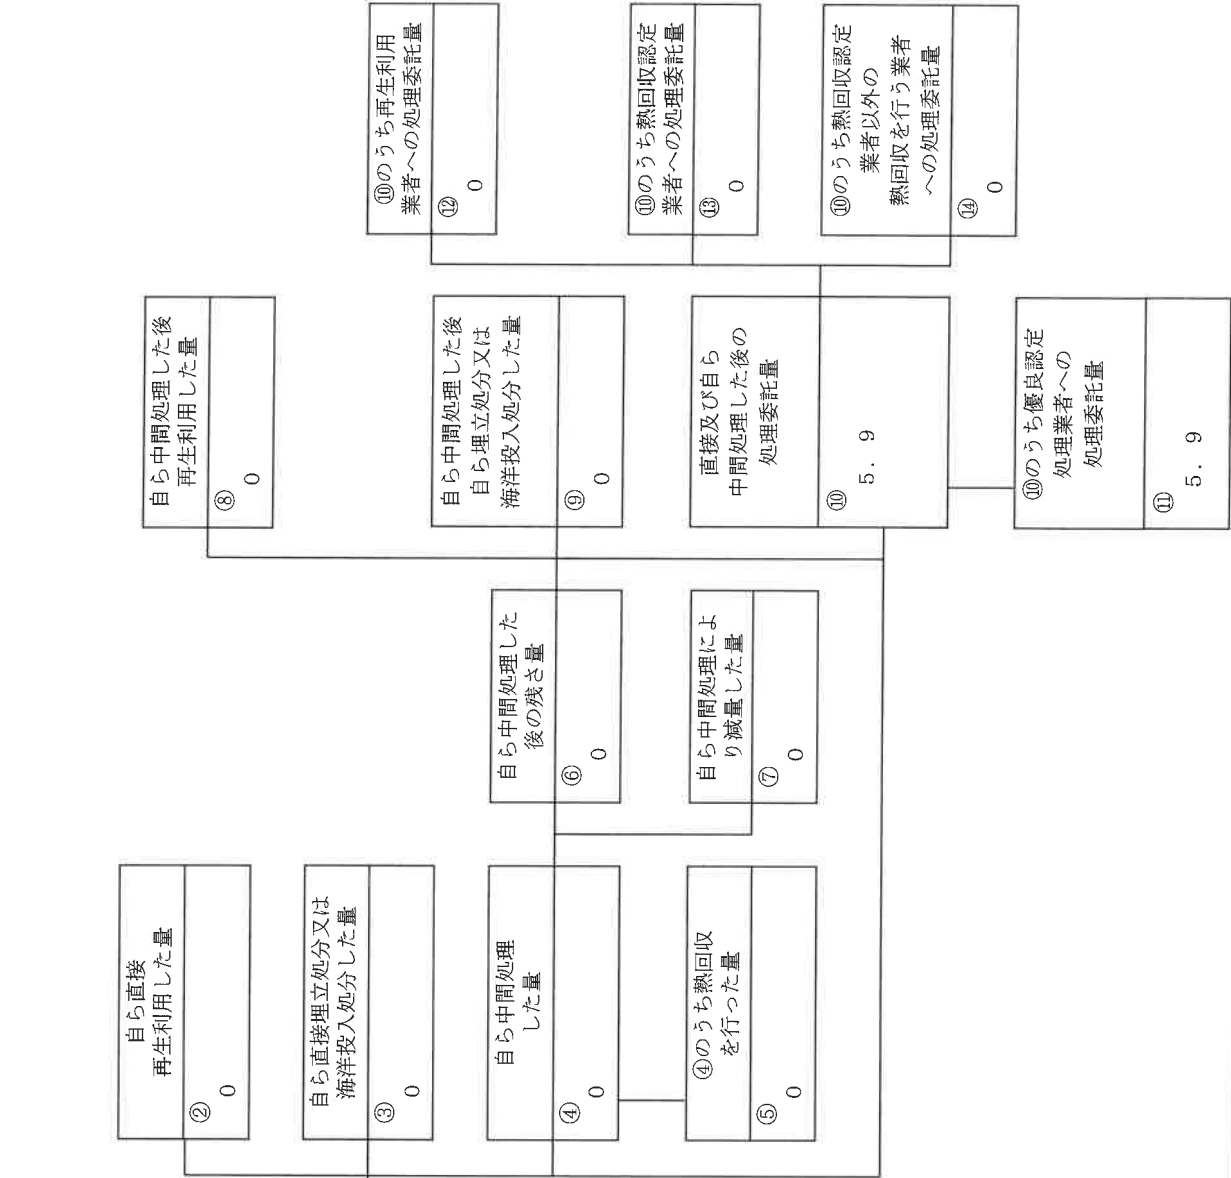 自ら直接
再生利用した量
②
0
自ら直接埋立処分又は
海洋投入処分した量
③
0
自ら中間処理
した量
④
0
④のうち熱回収
を行った量
⑤
0
自ら中間処理した
後の残さ量
⑥
0
自ら中間処理によ
り減量した量
⑦
0
自ら中間処理した後
再生利用した量
⑧
0
自ら中間処理した後
自ら埋立処分又は
海洋投入処分した量
⑨
0
直接及び自ら
中間処理した後の
処理委託量
⑩
5.9
⑩のうち優良認定
処理業者への
処理委託量
⑪
5.9
⑩のうち再生利用
業者への処理委託量
⑫
0
⑩のうち熱回収認定
業者への処理委託量
⑬
0
⑩のうち熱回収認定
業者以外の
熱回収を行う業者
への処理委託量
⑭
0